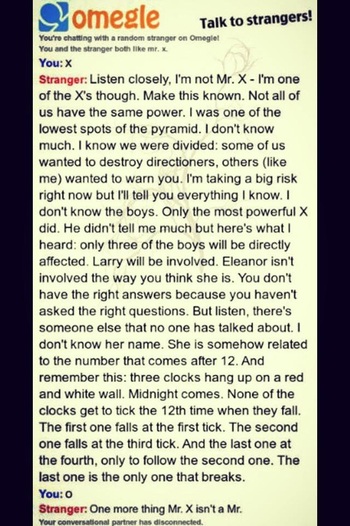 omegle
Talk to strangers!
You're chatting with a random stranger on Omegle!
You and the stranger both like mr. x.
You: X
Stranger: Listen closely, I'm not Mr. X - I'm one
of the X's though. Make this known. Not all of
us have the same power. I was one of the
lowest spots of the pyramid. I don't know
much. I know we were divided: some of us
wanted to destroy directioners, others (like
me) wanted to warn you. I'm taking a big risk
right now but I'll tell you everything I know. I
don't know the boys. Only the most powerful X
did. He didn't tell me much but here's what I
heard: only three of the boys will be directly
affected. Larry will be involved. Eleanor isn't
involved the way you think she is. You don't
have the right answers because you haven't
asked the right questions. But listen, there's
someone else that no one has talked about. I
don't know her name. She is somehow related
to the number that comes after 12. And
remember this: three clocks hang up on a red
and white wall. Midnight comes. None of the
clocks get to tick the 12th time when they fall.
The first one falls at the first tick. The second
one falls at the third tick. And the last one at
the fourth, only to follow the second one. The
last one is the only one that breaks.
You: O
Stranger: One more thing Mr. X isn't a Mr.
Your conversational partner has disconnected.